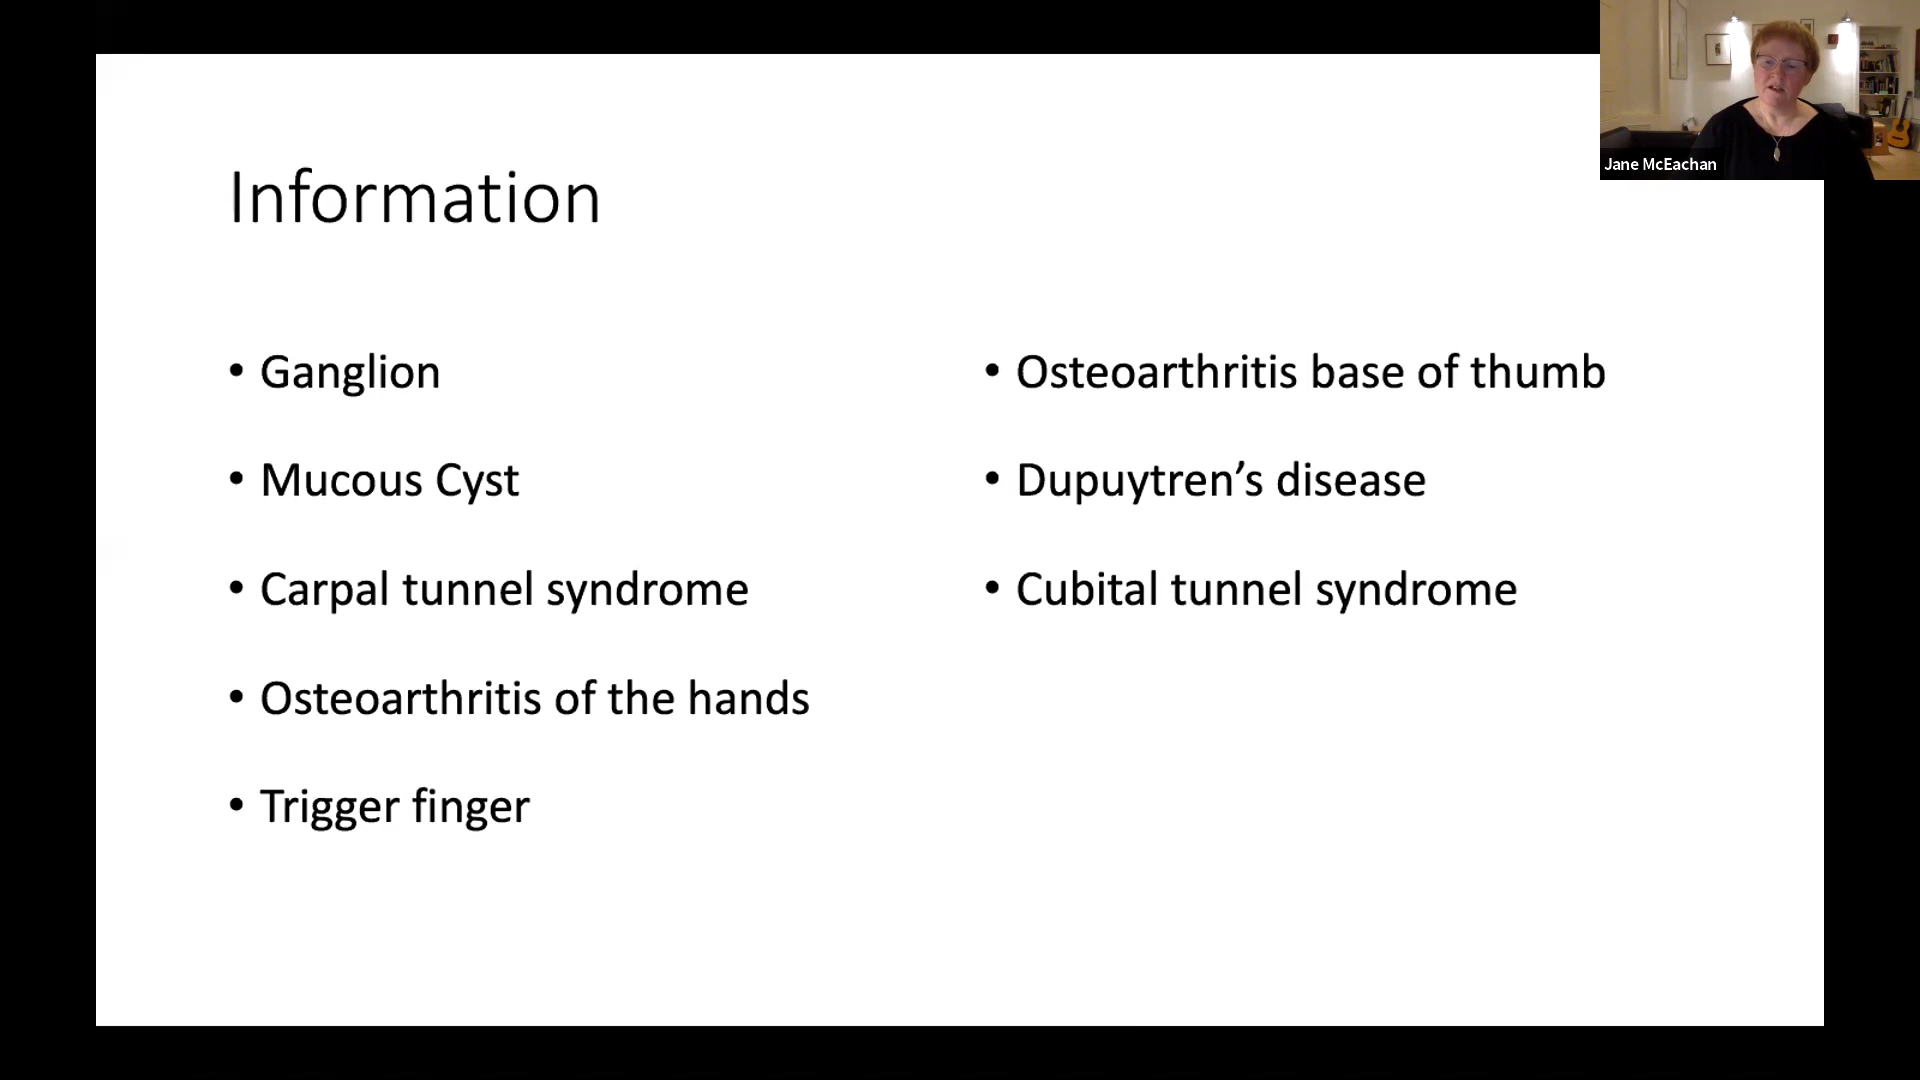 Jane McEachan
Information
• Ganglion
• Mucous Cyst
• Carpal tunnel syndrome
• Osteoarthritis of the hands
• Trigger finger
• Osteoarthritis base of thumb
• Dupuytren’s disease
• Cubital tunnel syndrome